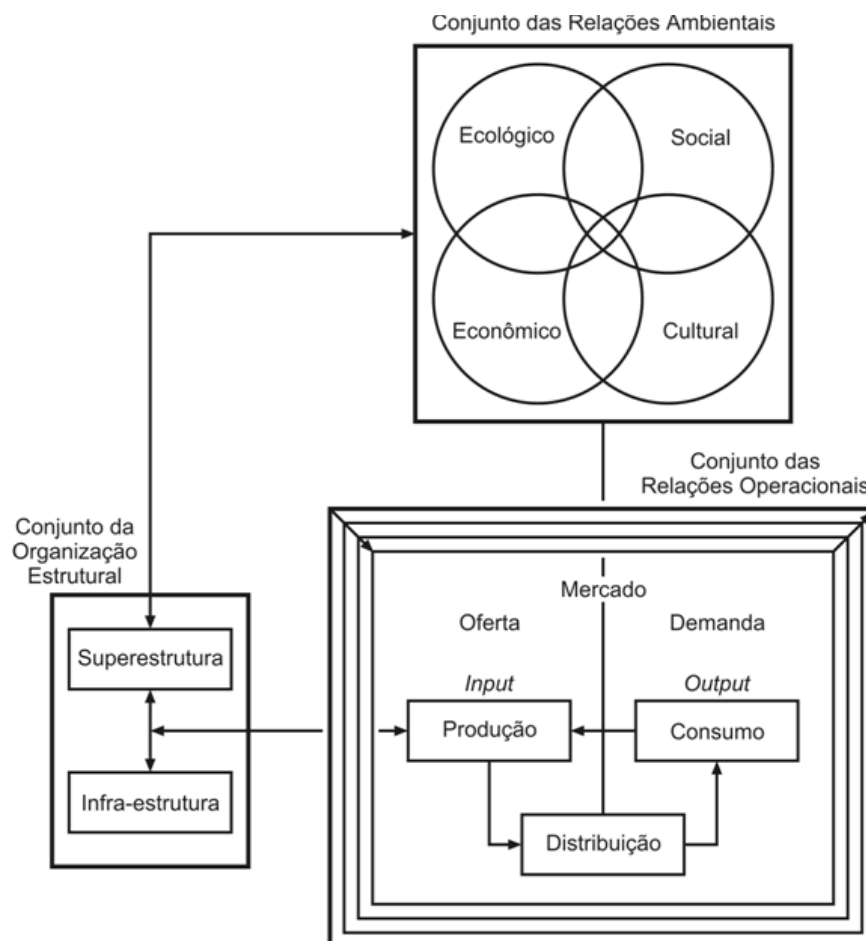 Conjunto das Relações Ambientais
Ecológico
Social
Econômico
Cultural
Conjunto das
Relações Operacionais
Conjunto da
Organização
Estrutural
Superestrutura
Infra-estrutura
Mercado
Oferta
Demanda
Input
Output
Produção
Consumo
Distribuição